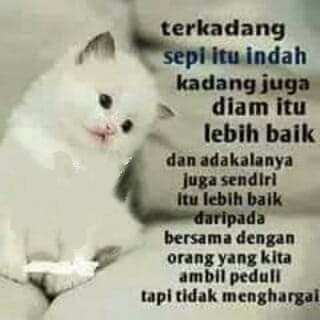 terkadang
sepi itu indah
kadang juga
diam itu
lebih baik
dan adakalanya
juga sendiri
itu lebih baik
daripada
bersama dengan
orang yang kita
ambil peduli
tapi tidak menghargai